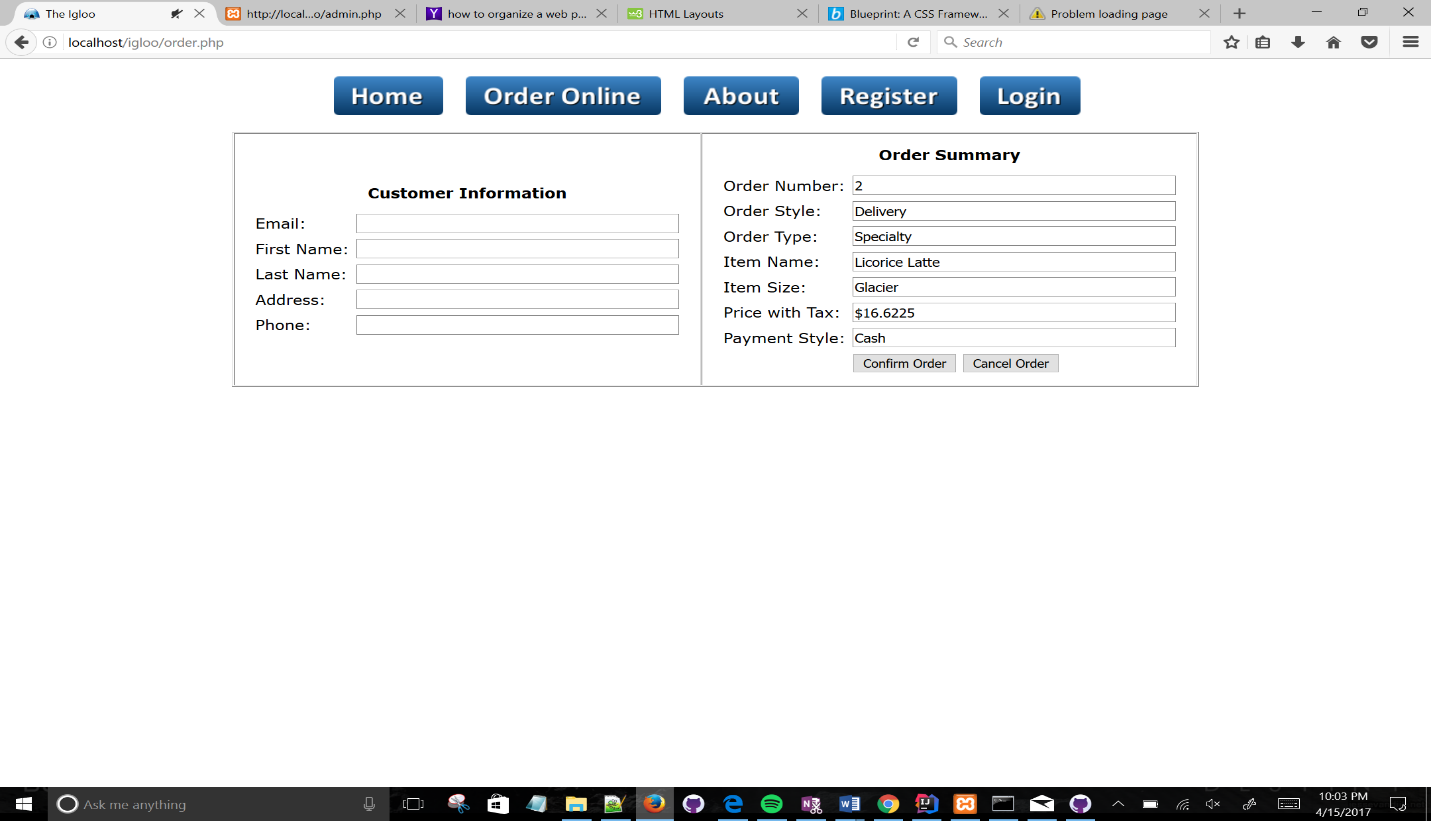 The Igloo
http://local...o/admin.php
how to organize a web p...
HTML Layouts
Blueprint: A CSS Framew...
Problem loading page
localhost/igloo/order.php
Search
Home
Order Online
About
Register
Login
Customer Information
Email:
First Name:
Last Name:
Address:
Phone:
Order Summary
Order Number: 2
Order Style: Delivery
Order Type: Specialty
Item Name: Licorice Latte
Item Size: Glacier
Price with Tax: $16.6225
Payment Style: Cash
Confirm Order Cancel Order
Ask me anything
10:03 PM
4/15/2017